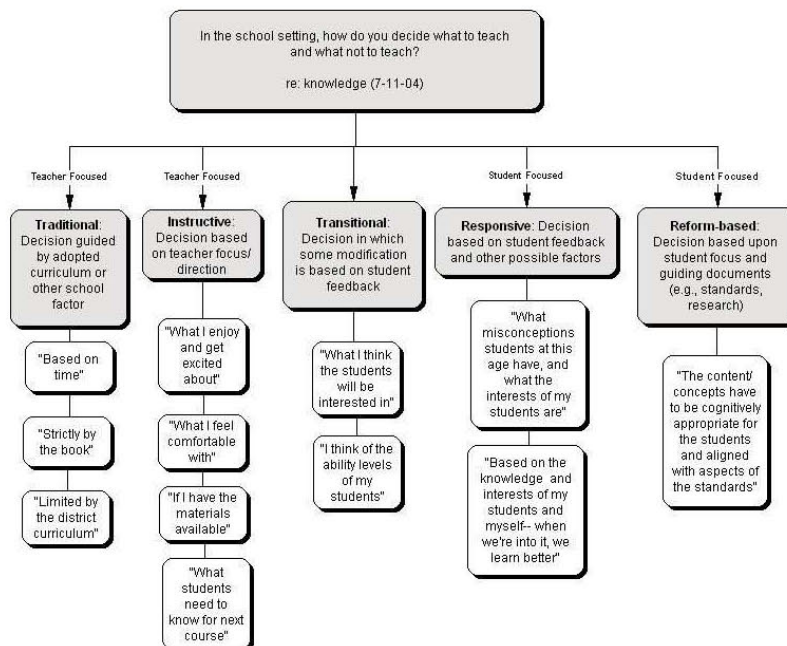 In the school setting, how do you decide what to teach
and what not to teach?
re: knowledge (7-11-04)
Teacher Focused
Teacher Focused
Student Focused
Student Focused
Traditional:
Decision guided
by adopted
curriculum or
other school
factor
"Based on
time"
"Strictly by
the book"
"Limited by
the district
curriculum"
Instructive:
Decision based
on teacher focus/
direction
"What I enjoy
and get
excited
about"
"What I feel
comfortable
with"
"If I have the
materials
available"
"What
students
need to
know for next
course"
Transitional:
Decision in which
some modification
is based on student
feedback
"What I think
the students
will be
interested in"
"I think of the
ability levels
of my
students"
Responsive: Decision
based on student feedback
and other possible factors
"What
misconceptions
students at this
age have, and
what the
interests of my
students are"
"Based on the
knowledge and
interests of my
students and
myself-- when
we're into it, we
learn better"
Reform-based:
Decision based upon
student focus and
guiding documents
(e.g., standards,
research)
"The content/
concepts have
to be cognitively
appropriate for
the students
and aligned
with aspects of
the standards"